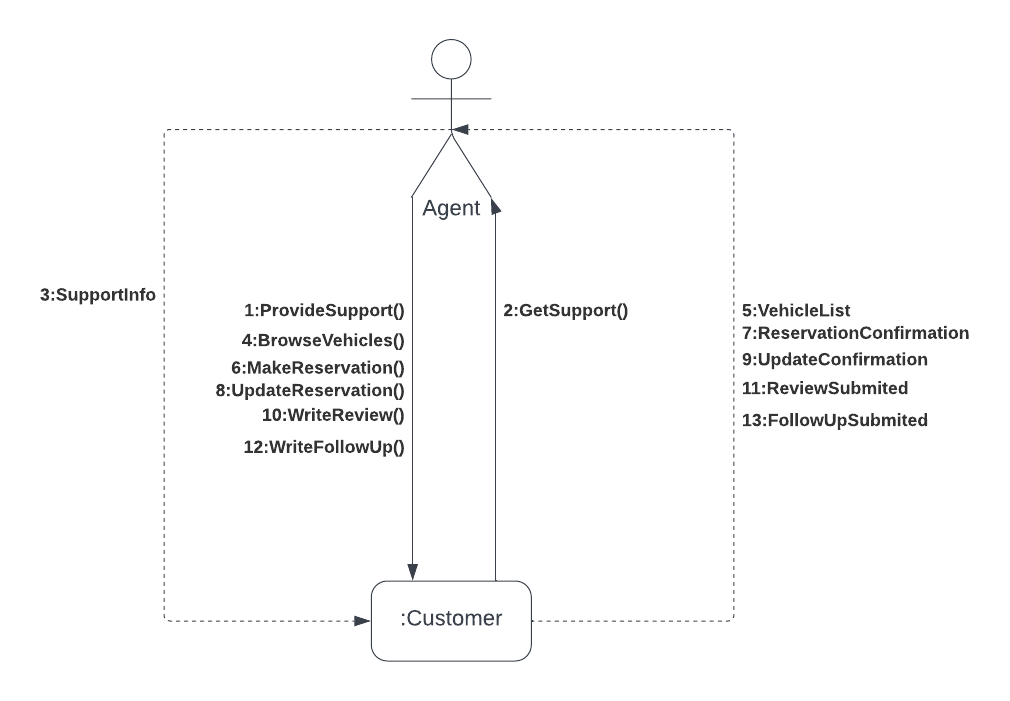 Agent
3:SupportInfo
1:ProvideSupport()
4:BrowseVehicles()
6:MakeReservation()
8:UpdateReservation()
10:WriteReview()
12:WriteFollowUp()
2:GetSupport()
5:VehicleList
7:ReservationConfirmation
9:UpdateConfirmation
11:ReviewSubmited
13:FollowUpSubmited
:Customer